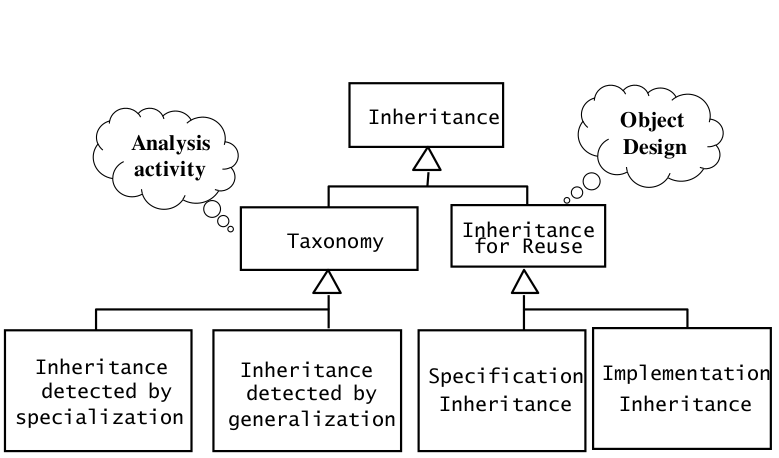 Inheritance
Analysis
activity
Object
Design
Taxonomy
Inheritance
for Reuse
Inheritance
detected by
specialization
Inheritance
detected by
generalization
Specification
Inheritance
Implementation
Inheritance